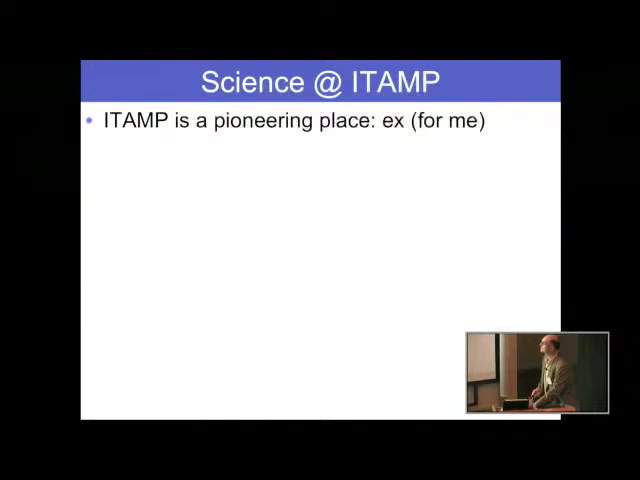 Science @ ITAMP
• ITAMP is a pioneering place: ex (for me)